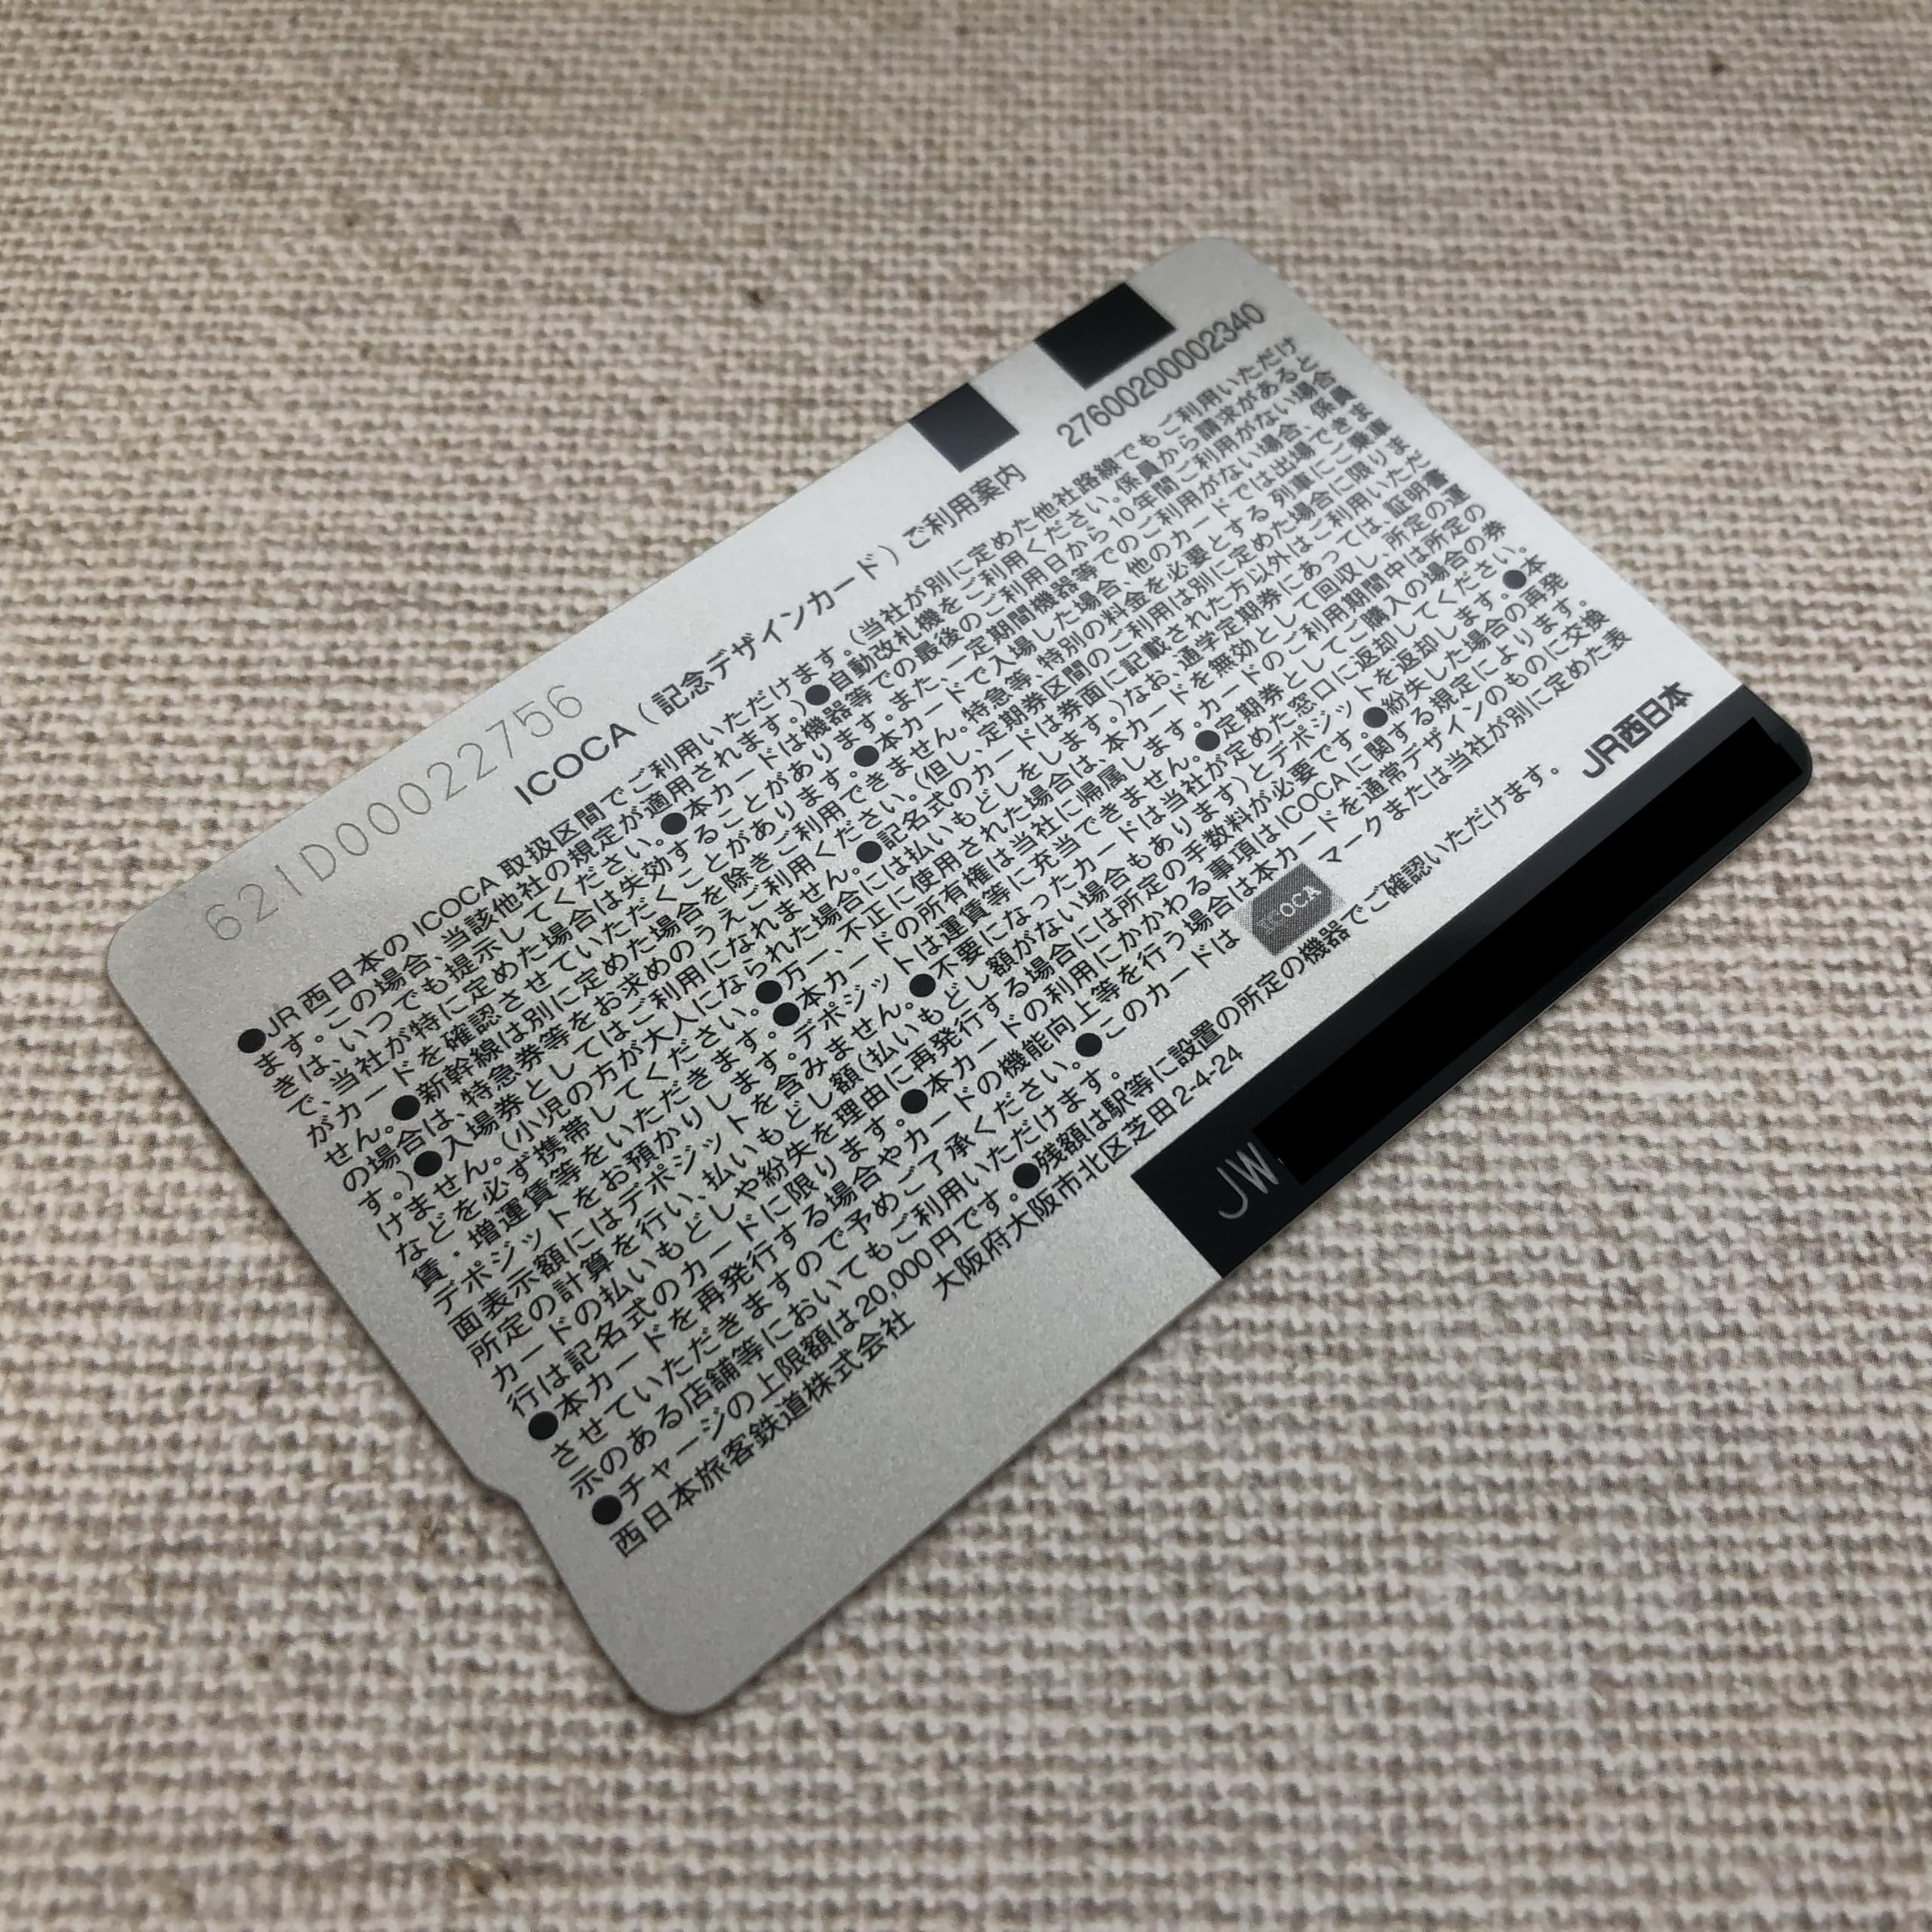 621D00022756
ICOCA（記念デザインカード）ご利用案内 276002000002340
●JR西日本のICOCA取扱区間でご利用いただけます。（当社が別に定めた他社路線でもご利用いただけ
ます。この場合、当該他社の規定が適用されます。）●自動改札機をご利用ください。係員から請求があると
きは、いつでも提示してください。●本カードは機器等での最後のご利用日から10年間ご利用がない場合
で、当社が特に定めた場合は失効することがあります。また、一定期間機器等でのご利用がない場合、係員
がカードを確認させていただくことがあります。●本カードで入場した場合、他のカードでは出場できま
せん。●新幹線は別に定めた場合を除きご利用できません。特急等、特別の料金を必要とする列車にご乗車
の場合は、特急券等をお求めのうえご利用ください。（但し、定期券区間のご利用は別に定めた場合に限りま
す。）●入場券としてはご利用になれません。●記名式のカードは券面に記載された方以外はご利用いただ
けません。（小児の方が大人になられた場合には払いもどしをします。）なお、通学定期券にあっては、証明書
などを必ず携帯してください。●万一、不正に使用された場合は、本カードを無効として回収し、所定の運
賃・増運賃等をいただきます。●本カードの所有権は当社に帰属します。カードのご利用期間中は所定の
デポジットをお預かりします。デポジットは運賃等に充当できません。●定期券としてご購入の場合の券
面表示額にはデポジットを含みません。●不要になったカードは当社が定めた窓口に返却してください。
所定の計算を行い、払いもどし額（払いもどし額がない場合もあります）とデポジットを返却します。●本
カードの払いもどしや紛失を理由に再発行する場合には所定の手数料が必要です。●紛失した場合の再発
行は記名式のカードに限ります。●本カードの利用にかかわる事項はICOCAに関する規定によります。
●本カードを再発行する場合やカードの機能向上等を行う場合は本カードを通常デザインのものに交換
させていただきますので予めご了承ください。●このカードは ICOCA マークまたは当社が別に定めた表
示のある店舗等においてもご利用いただけます。
●チャージの上限額は20,000円です。●残額は駅等に設置の所定の機器でご確認いただけます。
西日本旅客鉄道株式会社 大阪府大阪市北区芝田2-4-24 JR西日本
JW